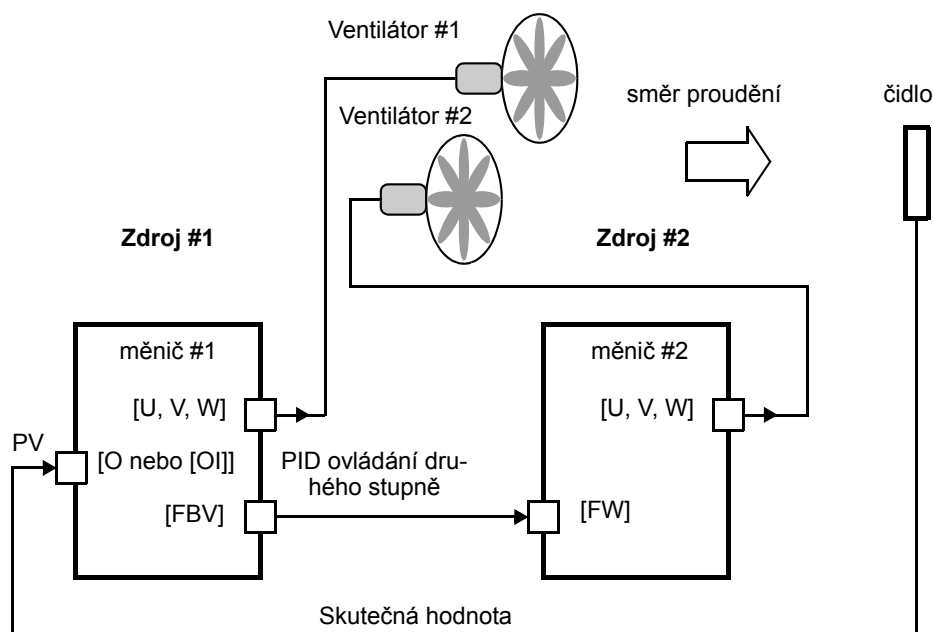 Ventilátor #1
Ventilátor #2
směr proudění
čidlo
Zdroj #1
Zdroj #2
měnič #1
měnič #2
[U, V, W]
[U, V, W]
PV
[O nebo [OI]]
PID ovládání dru-
hého stupně
[FBV]
[FW]
Skutečná hodnota